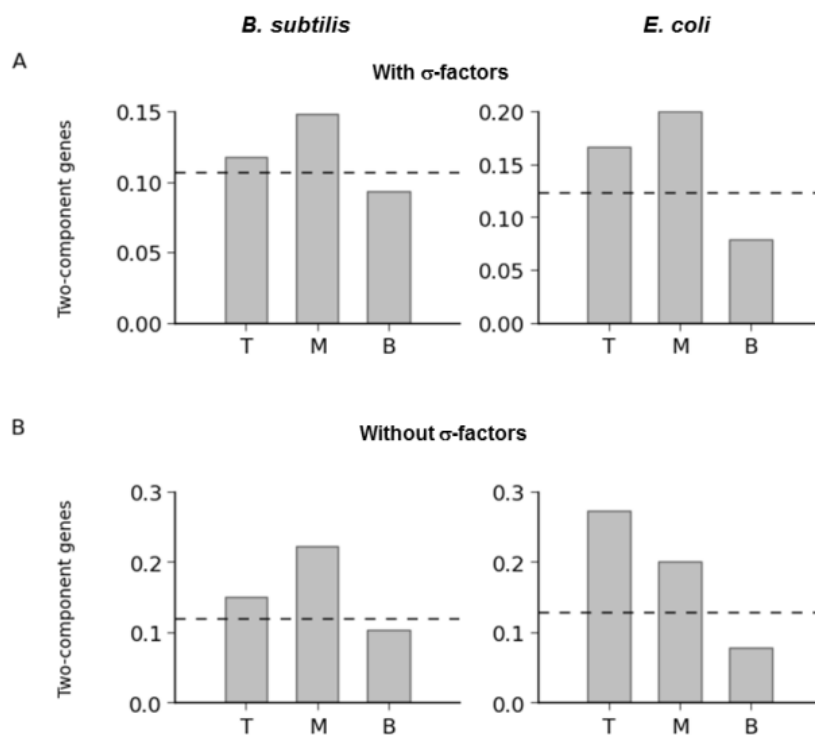 B. subtilis E. coli
A
With σ-factors
Two-component genes
0.15
0.10
0.05
0.00
T M B
0.20
0.15
0.10
0.05
0.00
T M B
B
Without σ-factors
Two-component genes
0.3
0.2
0.1
0.0
T M B
0.3
0.2
0.1
0.0
T M B